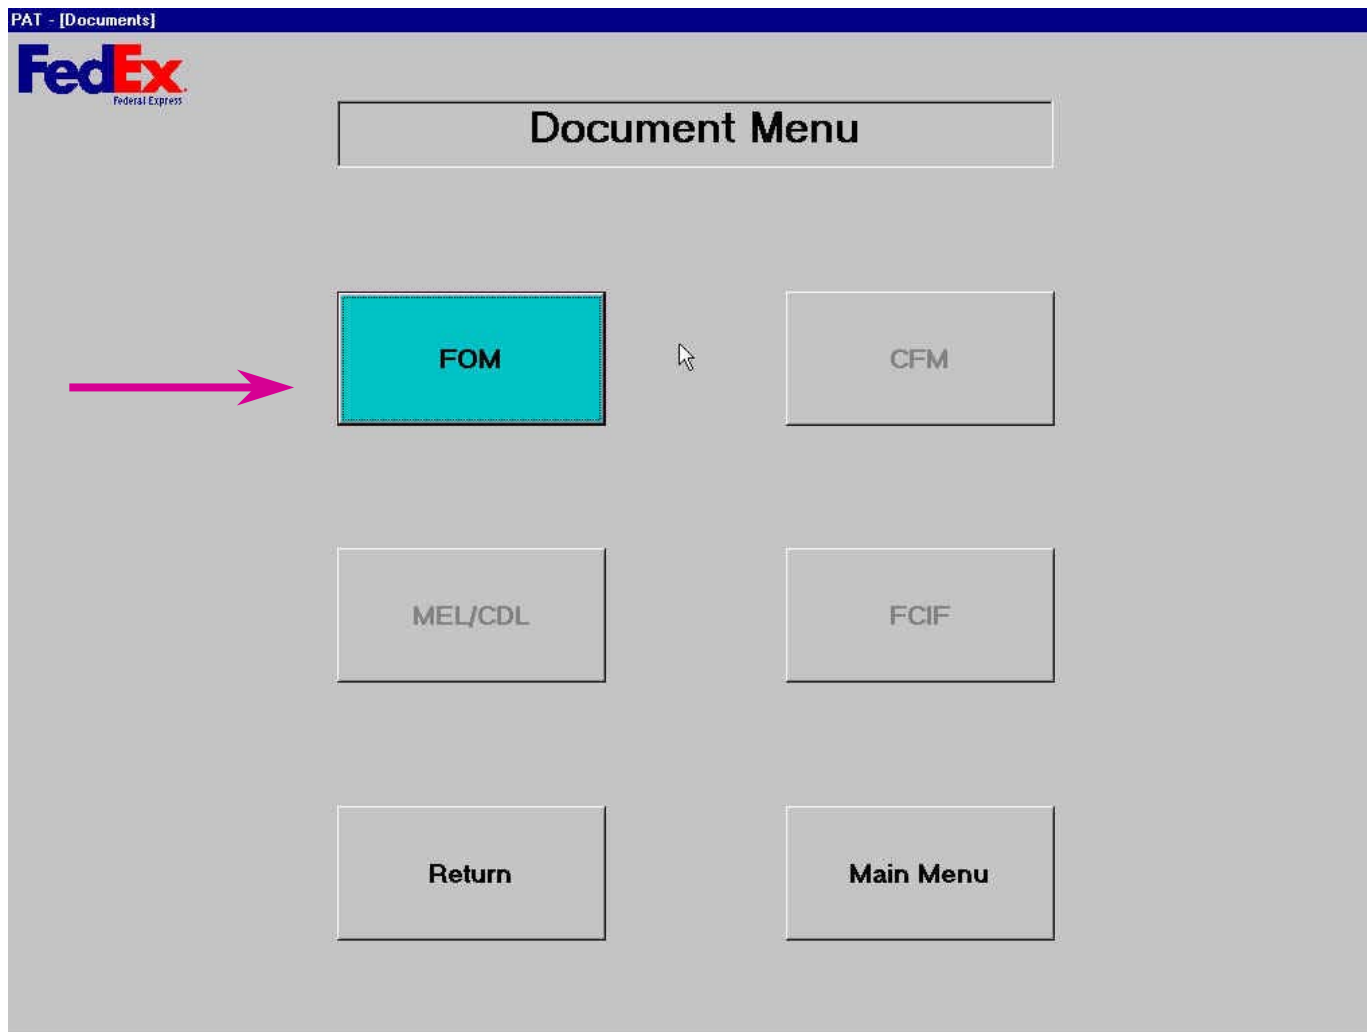 PAT - [Documents]
FedEx.
Federal Express
Document Menu
FOM
CFM
MEL/CDL
FCIF
Return
Main Menu